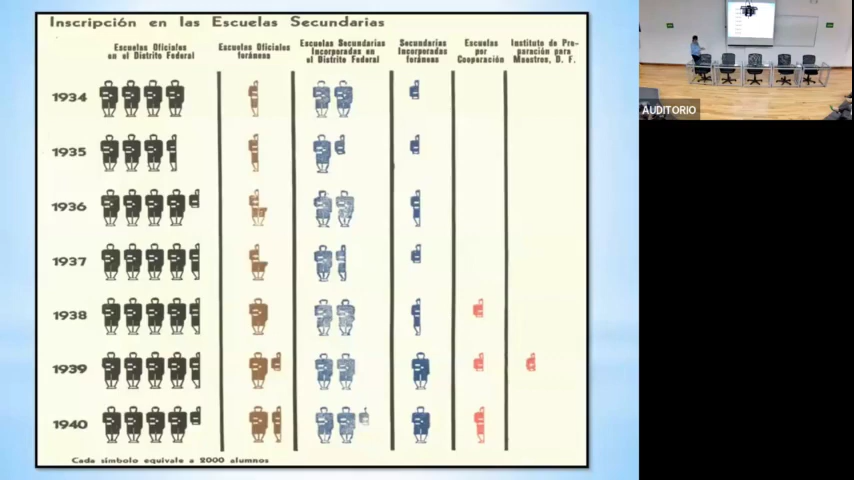 Inscripción en las Escuelas Secundarias
Escuelas Oficiales
en el Distrito Federal
Escuelas Oficiales
foráneas
Escuelas Secundarias
Incorporadas en
el Distrito Federal
Secundarias
Incorporadas
foráneas
Escuelas
por
Cooperación
Instituto de Pre-
paración para
Maestros, D. F.
1934
1935
1936
1937
1938
1939
1940
Cada símbolo equivale a 2000 alumnos
AUDITORIO